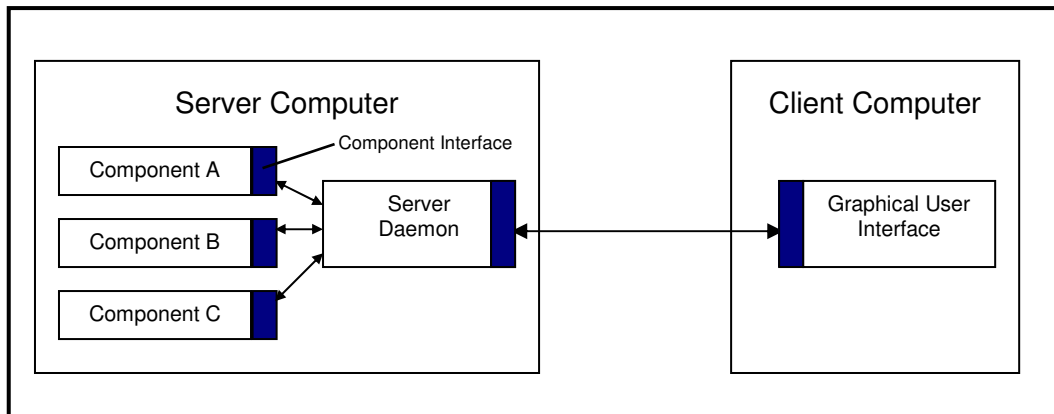 Server Computer
Client Computer
Component Interface
Component A
Component B
Component C
Server
Daemon
Graphical User
Interface